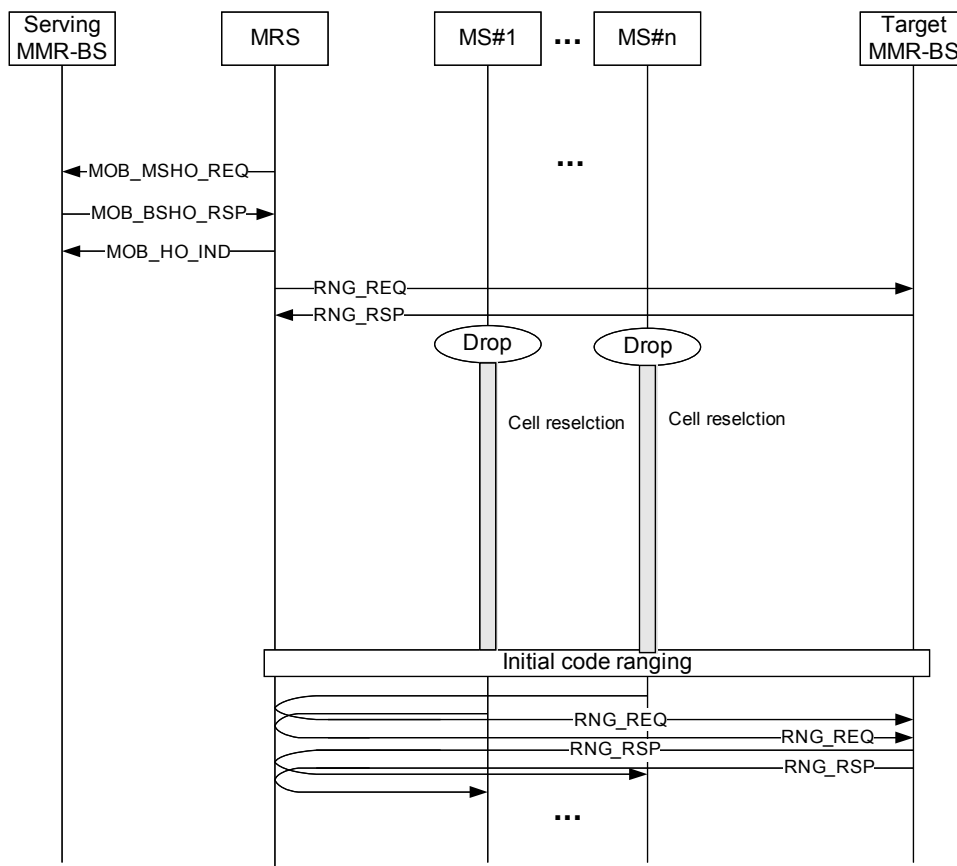 Serving
MMR-BS
MRS
MS#1
...
MS#n
Target
MMR-BS
...
MOB_MSHO_REQ
MOB_BSHO_RSP
MOB_HO_IND
RNG_REQ
RNG_RSP
Drop
Drop
Cell reselction
Cell reselction
Initial code ranging
RNG_REQ
RNG_REQ
RNG_RSP
RNG_RSP
...